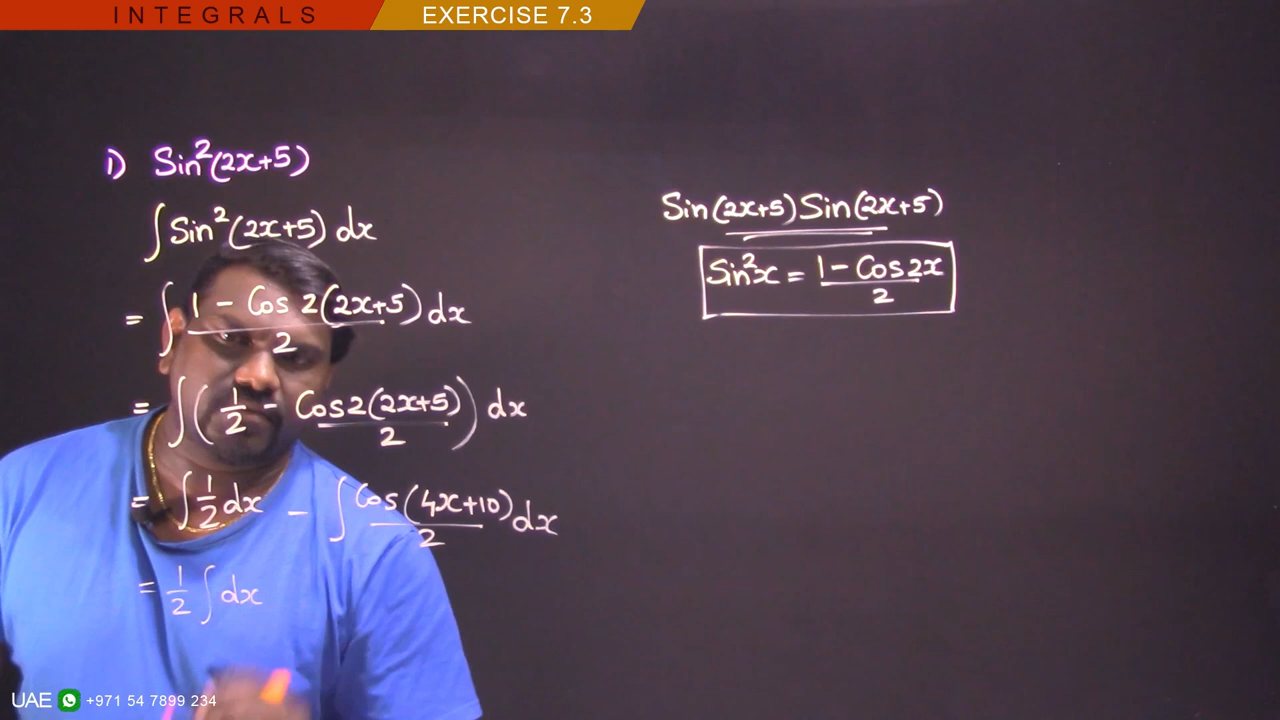 INTEGRALS EXERCISE 7.3
1) Sin²(2x+5)
∫ Sin²(2x+5) dx
= ∫ 1 - Cos 2(2x+5) / 2 dx
= ∫ ( 1/2 - Cos2(2x+5) / 2 ) dx
= ∫ 1/2 dx - ∫ Cos(4x+10) / 2 dx
= 1/2 ∫ dx
Sin(2x+5) Sin(2x+5)
Sin²x = 1 - Cos2x / 2
UAE +971 54 7899 234